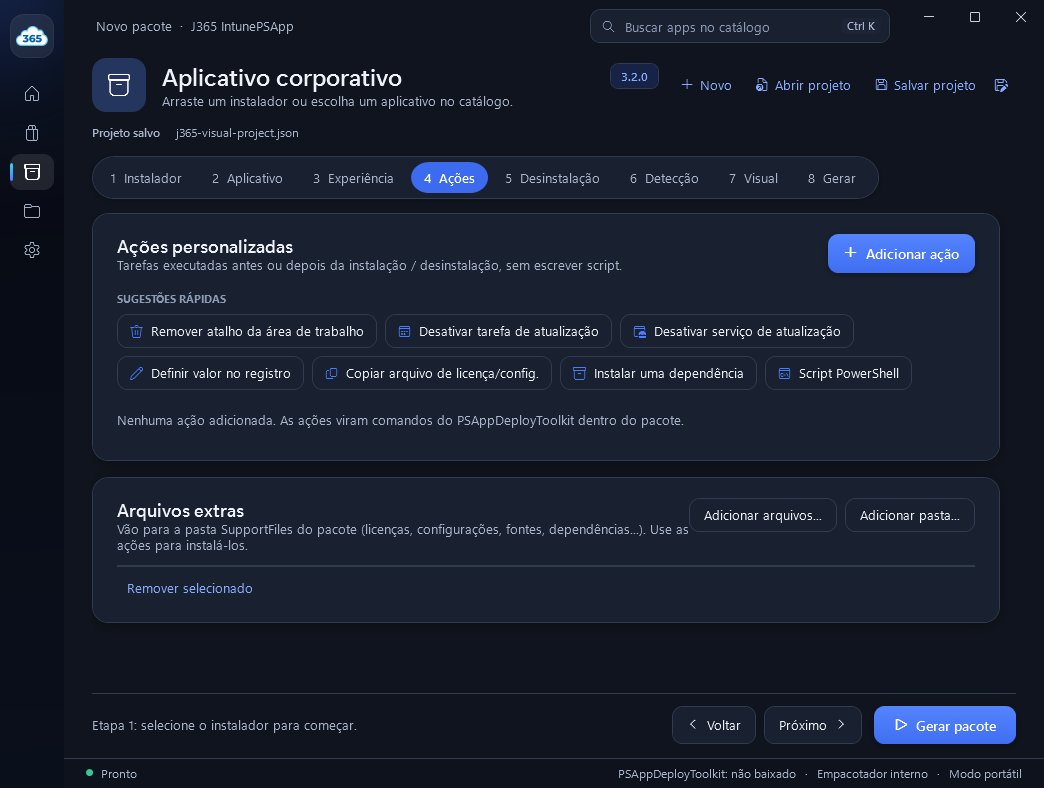 365
Novo pacote · J365 IntunePSApp
Buscar apps no catálogo Ctrl K
Aplicativo corporativo
Arraste um instalador ou escolha um aplicativo no catálogo.
3.2.0
Novo
Abrir projeto
Salvar projeto
Projeto salvo j365-visual-project.json
1 Instalador 2 Aplicativo 3 Experiência 4 Ações 5 Desinstalação 6 Detecção 7 Visual 8 Gerar
Ações personalizadas
Tarefas executadas antes ou depois da instalação / desinstalação, sem escrever script.
Adicionar ação
SUGESTÕES RÁPIDAS
Remover atalho da área de trabalho Desativar tarefa de atualização Desativar serviço de atualização
Definir valor no registro Copiar arquivo de licença/config. Instalar uma dependência Script PowerShell
Nenhuma ação adicionada. As ações viram comandos do PSAppDeployToolkit dentro do pacote.
Arquivos extras
Vão para a pasta SupportFiles do pacote (licenças, configurações, fontes, dependências...). Use as
ações para instalá-los.
Adicionar arquivos... Adicionar pasta...
Remover selecionado
Etapa 1: selecione o instalador para começar.
Voltar Próximo Gerar pacote
Pronto
PSAppDeployToolkit: não baixado · Empacotador interno · Modo portátil